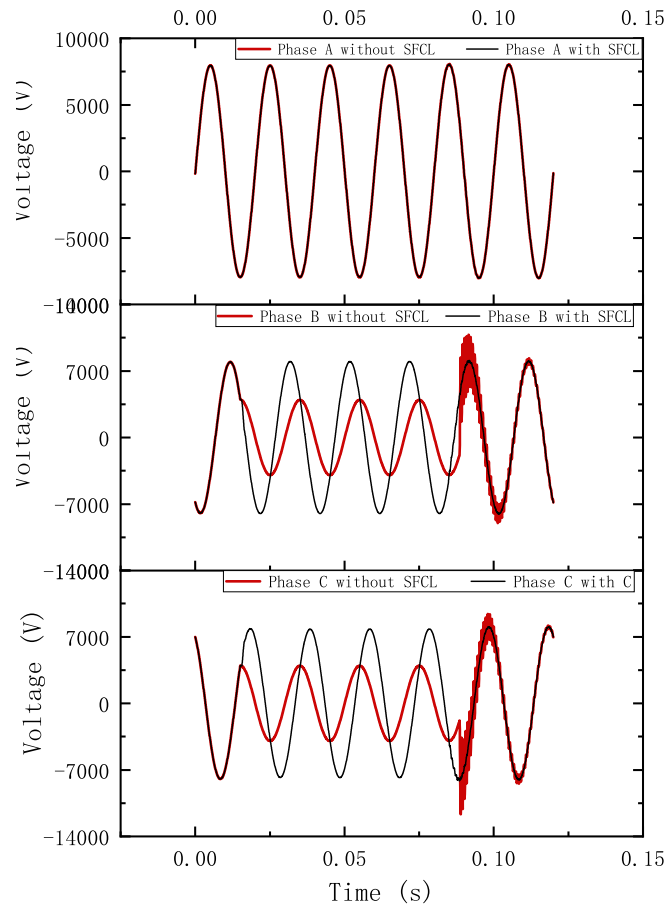 0.00 0.05 0.10 0.15
10000
Phase A without SFCL Phase A with SFCL
5000
0
-5000
Voltage (V)
Phase B without SFCL Phase B with SFCL
7000
0
-7000
Voltage (V)
-14000
Phase C without SFCL Phase C with C
7000
0
-7000
-14000
Voltage (V)
0.00 0.05 0.10 0.15
Time (s)